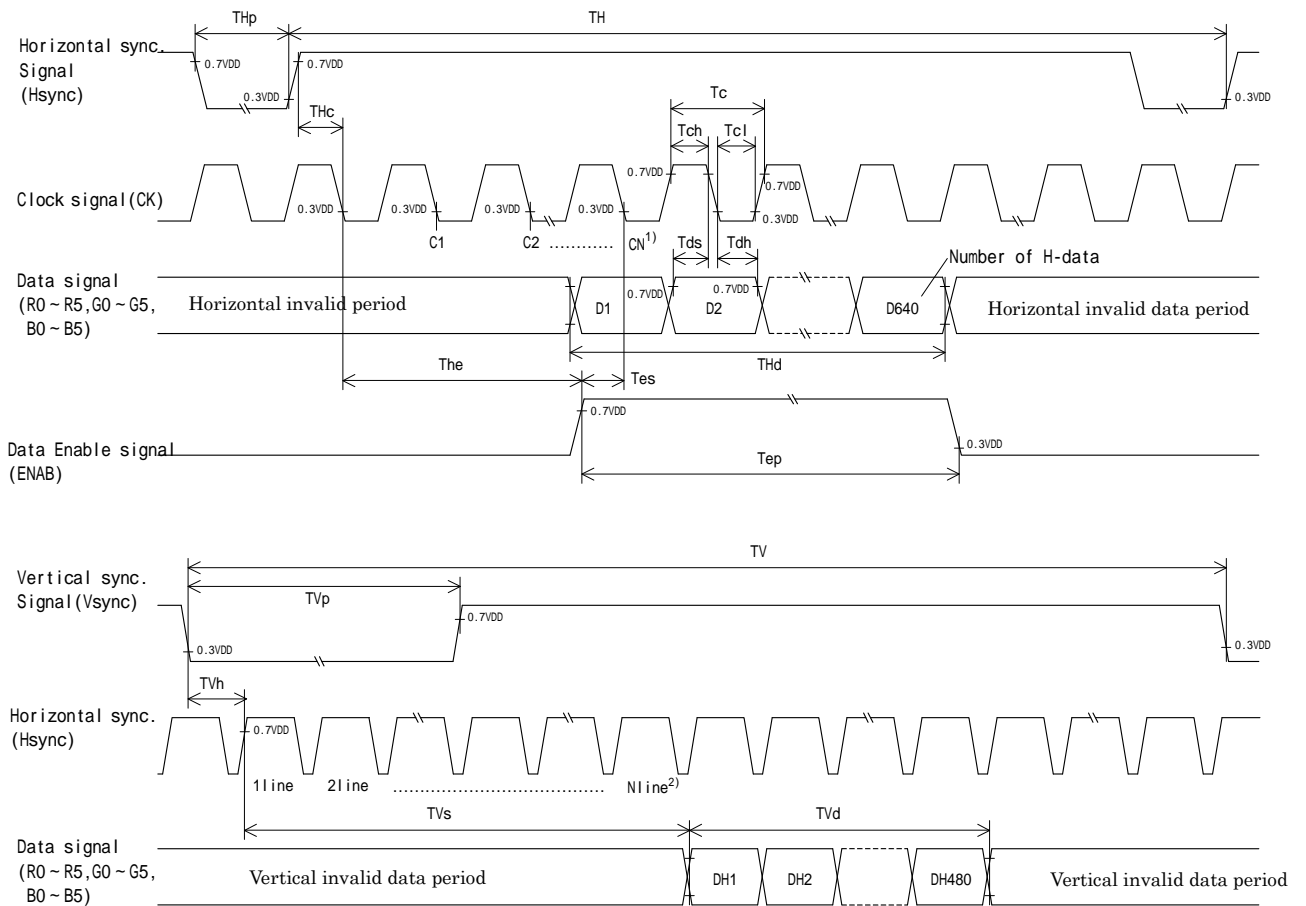 THp
TH
Horizontal sync.
Signal
(Hsync)
0.7VDD
0.7VDD
0.3VDD
0.3VDD
THc
Tc
Tch
Tcl
Clock signal(CK)
0.3VDD
0.3VDD
0.3VDD
0.3VDD
0.7VDD
0.7VDD
0.3VDD
C1
C2 ............ CN1)
Tds
Tdh
Number of H-data
Data signal
(R0～R5,G0～G5,
B0～B5)
Horizontal invalid period
D1
0.7VDD
D2
0.7VDD
D640
Horizontal invalid data period
THd
The
Tes
0.7VDD
Data Enable signal
(ENAB)
0.3VDD
Tep
TV
Vertical sync.
Signal(Vsync)
TVp
0.7VDD
0.3VDD
0.3VDD
TVh
Horizontal sync.
(Hsync)
0.7VDD
1line 2line ..................................... Nline2)
TVs
TVd
Data signal
(R0～R5,G0～G5,
B0～B5)
Vertical invalid data period
DH1
DH2
DH480
Vertical invalid data period